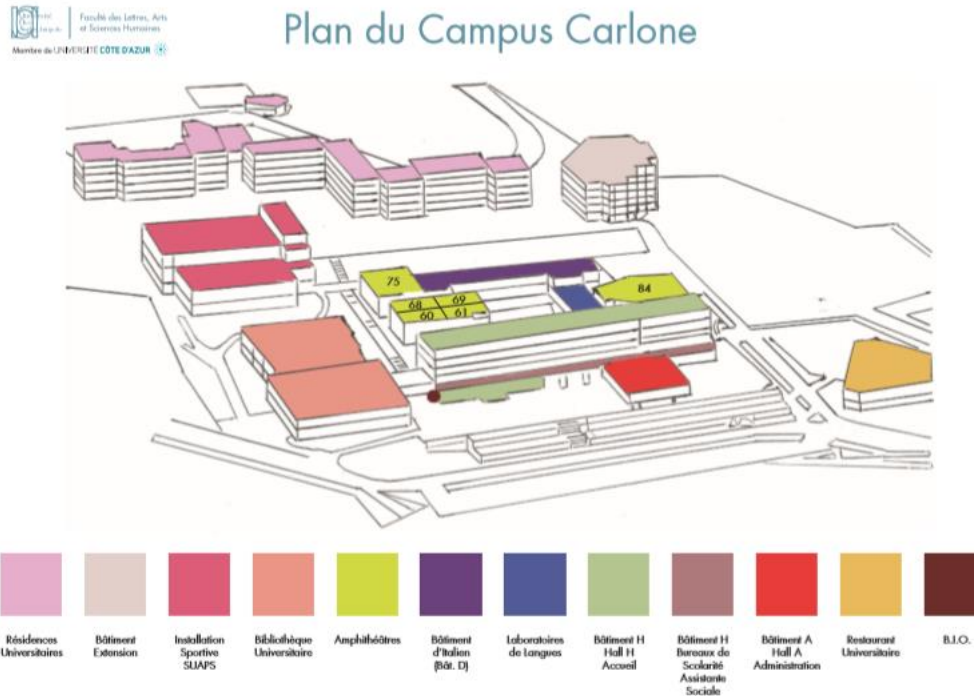 Faculté des Lettres, Arts
et Sciences Humaines
Membre de UNIVERSITÉ CÔTE D'AZUR
Plan du Campus Carlone
75
84
68 69
60 61
Résidences
Universitaires
Bâtiment
Extension
Installation
Sportive
SUAPS
Bibliothèque
Universitaire
Amphithéâtres
Bâtiment
d'Italien
(Bât. D)
Laboratoires
de Langues
Bâtiment H
Hall H
Accueil
Bâtiment H
Bureaux de
Scolarité
Assistante
Sociale
Bâtiment A
Hall A
Administration
Restaurant
Universitaire
B.I.O.